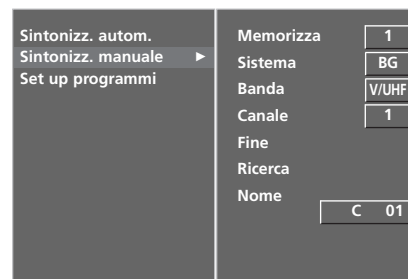 Sintonizz. autom.
Sintonizz. manuale ►
Set up programmi
Memorizza 1
Sistema BG
Banda V/UHF
Canale 1
Fine
Ricerca
Nome
C 01